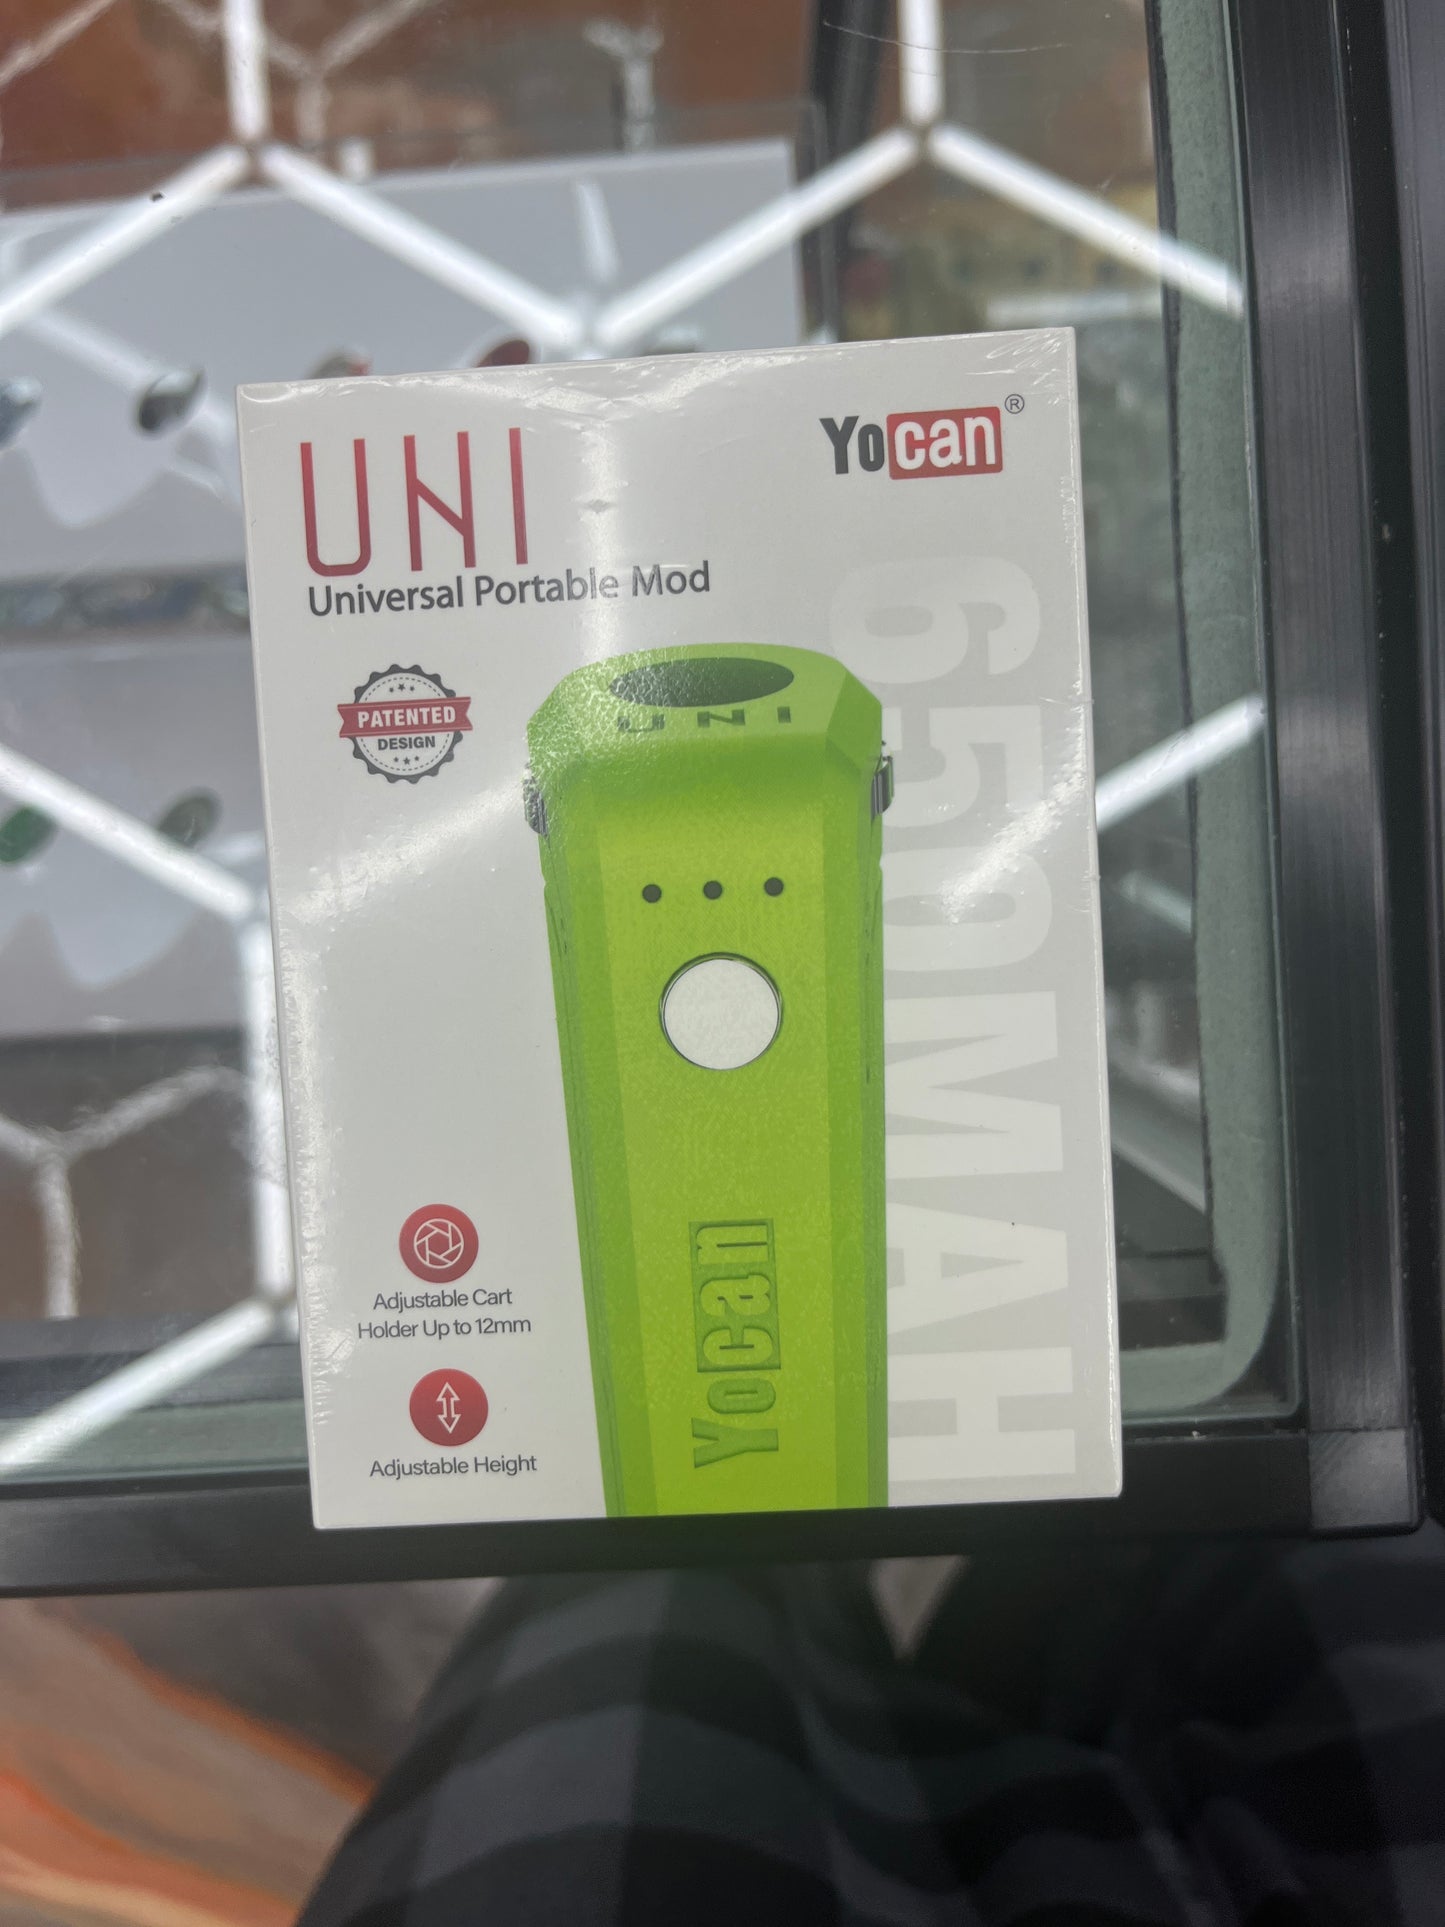 UNI
Yocan®
Universal Portable Mod
PATENTED
DESIGN
UNI
650MAH
Yocan
Adjustable Cart
Holder Up to 12mm
Adjustable Height